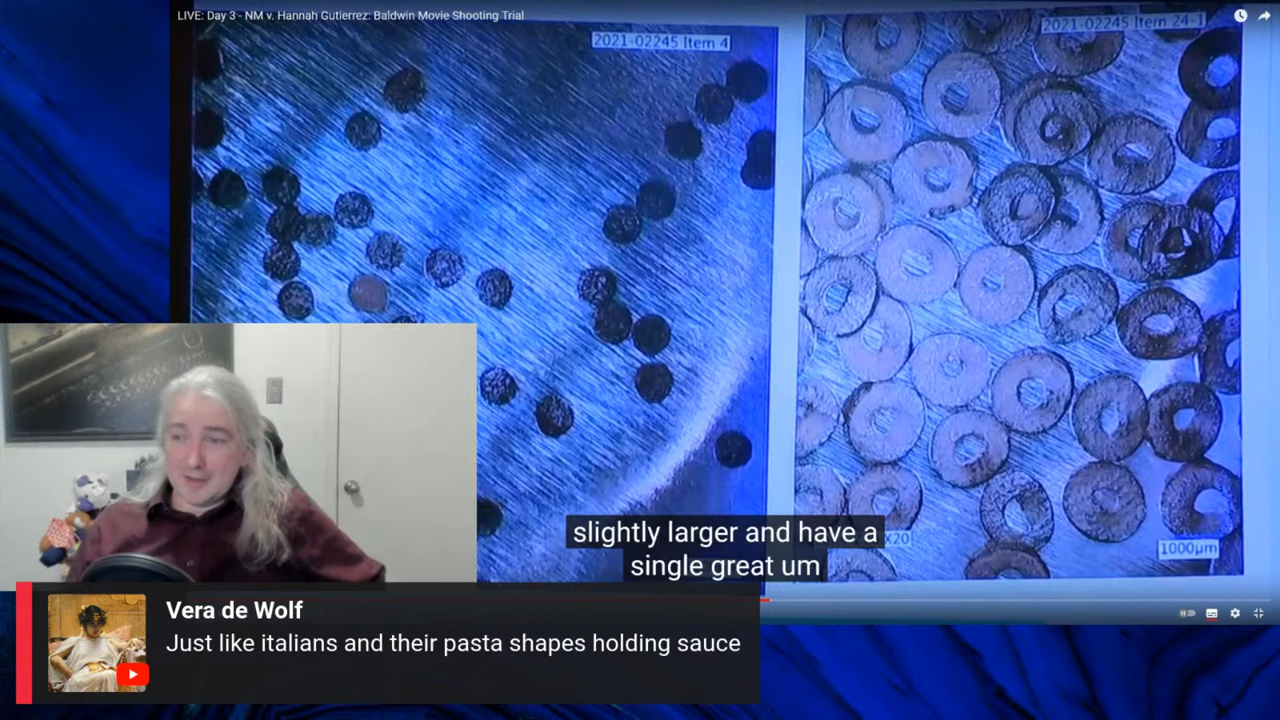 LIVE: Day 3 - NM v. Hannah Gutierrez: Baldwin Movie Shooting Trial
2021-02245 Item 4
2021-02245 Item 24-1
slightly larger and have a
single great um
X20
1000µm
Vera de Wolf
Just like italians and their pasta shapes holding sauce